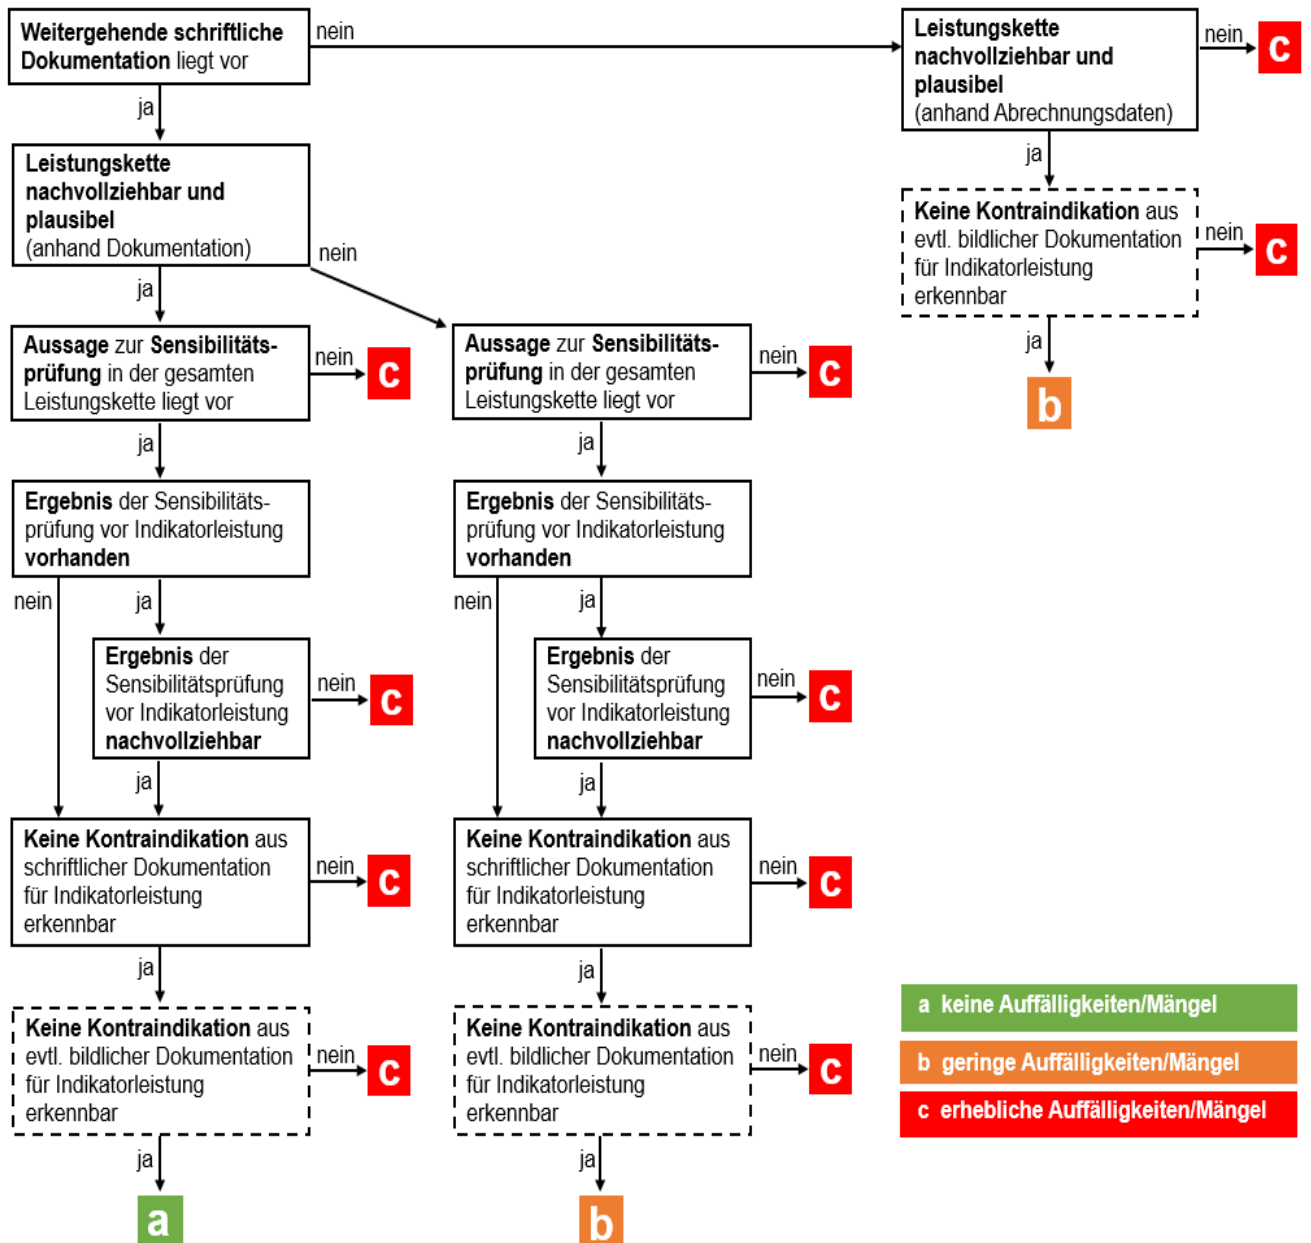 Weitergehende schriftliche
Dokumentation liegt vor
nein
Leistungskette
nachvollziehbar und
plausibel
(anhand Abrechnungsdaten)
nein
c
ja
ja
Leistungskette
nachvollziehbar und
plausibel
(anhand Dokumentation)
nein
Keine Kontraindikation aus
evtl. bildlicher Dokumentation
für Indikatorleistung
erkennbar
nein
c
ja
ja
b
Aussage zur Sensibilitäts-
prüfung in der gesamten
Leistungskette liegt vor
nein
c
Aussage zur Sensibilitäts-
prüfung in der gesamten
Leistungskette liegt vor
nein
c
ja
ja
Ergebnis der Sensibilitäts-
prüfung vor Indikatorleistung
vorhanden
Ergebnis der Sensibilitäts-
prüfung vor Indikatorleistung
vorhanden
nein
ja
nein
ja
Ergebnis der
Sensibilitätsprüfung
vor Indikatorleistung
nachvollziehbar
nein
c
Ergebnis der
Sensibilitätsprüfung
vor Indikatorleistung
nachvollziehbar
nein
c
ja
ja
Keine Kontraindikation aus
schriftlicher Dokumentation
für Indikatorleistung
erkennbar
nein
c
Keine Kontraindikation aus
schriftlicher Dokumentation
für Indikatorleistung
erkennbar
nein
c
ja
ja
Keine Kontraindikation aus
evtl. bildlicher Dokumentation
für Indikatorleistung
erkennbar
nein
c
Keine Kontraindikation aus
evtl. bildlicher Dokumentation
für Indikatorleistung
erkennbar
nein
c
ja
ja
a
b
a keine Auffälligkeiten/Mängel
b geringe Auffälligkeiten/Mängel
c erhebliche Auffälligkeiten/Mängel